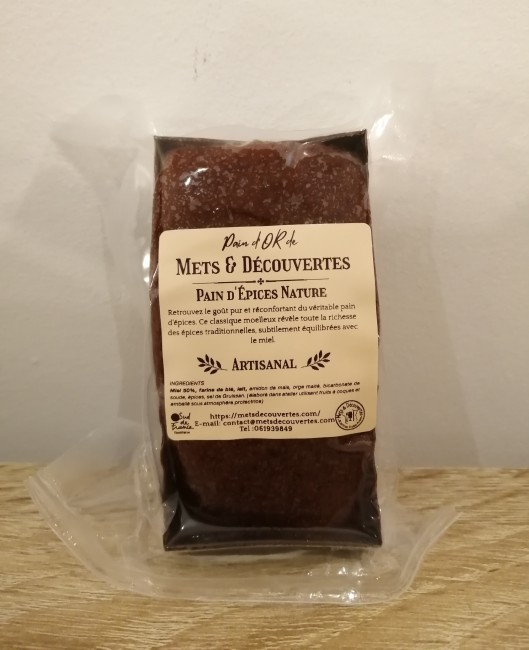 Pain d'OR de
METS & DÉCOUVERTES
PAIN D'ÉPICES NATURE
Retrouvez le goût pur et réconfortant du véritable pain
d'épices. Ce classique moelleux révèle toute la richesse
des épices traditionnelles, subtilement équilibrées avec
le miel.
ARTISANAL
INGREDIENTS
Miel 50%, farine de blé, lait, amidon de maïs, orge malté, bicarbonate de
soude, épices, sel de Gruissan. (élaboré dans atelier utilisant fruits à coques et
emballé sous atmosphère protectrice)
Sud
de
France
https://metsdecouvertes.com/
E-mail: contact@metsdecouvertes.com
Tel :061939849